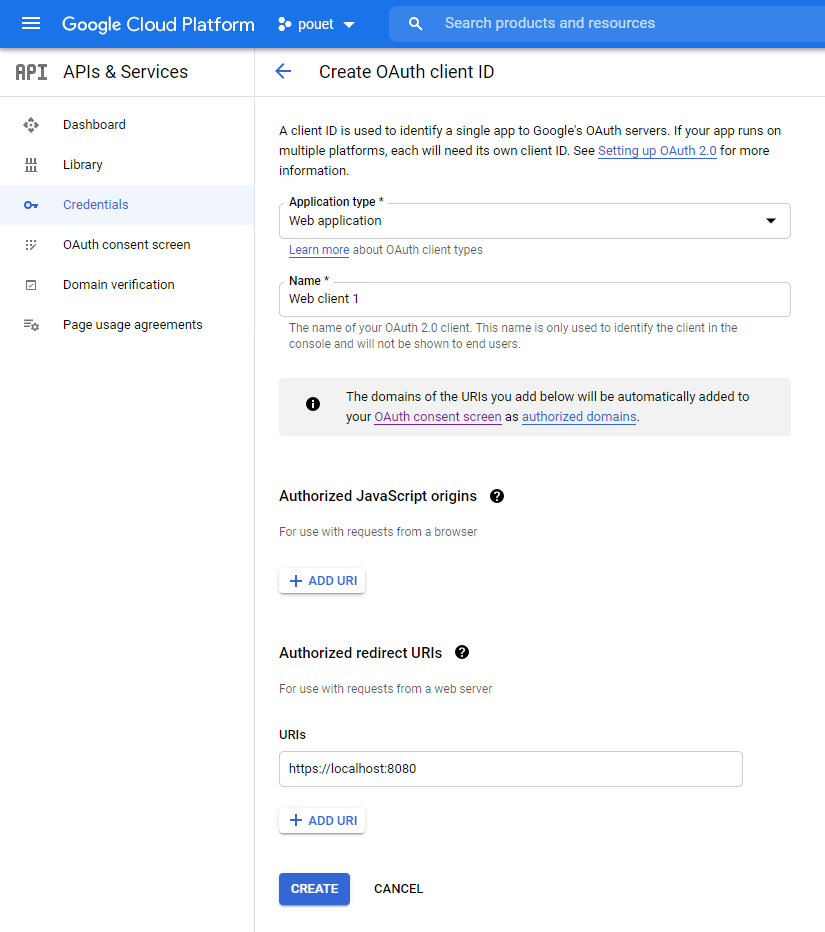 Google Cloud Platform
pouet
Search products and resources
API
APIs & Services
Create OAuth client ID
Dashboard
Library
Credentials
OAuth consent screen
Domain verification
Page usage agreements
A client ID is used to identify a single app to Google's OAuth servers. If your app runs on
multiple platforms, each will need its own client ID. See Setting up OAuth 2.0 for more
information.
Application type *
Web application
Learn more about OAuth client types
Name *
Web client 1
The name of your OAuth 2.0 client. This name is only used to identify the client in the
console and will not be shown to end users.
The domains of the URIs you add below will be automatically added to
your OAuth consent screen as authorized domains.
Authorized JavaScript origins
For use with requests from a browser
ADD URI
Authorized redirect URIs
For use with requests from a web server
URIs
https://localhost:8080
ADD URI
CREATE
CANCEL